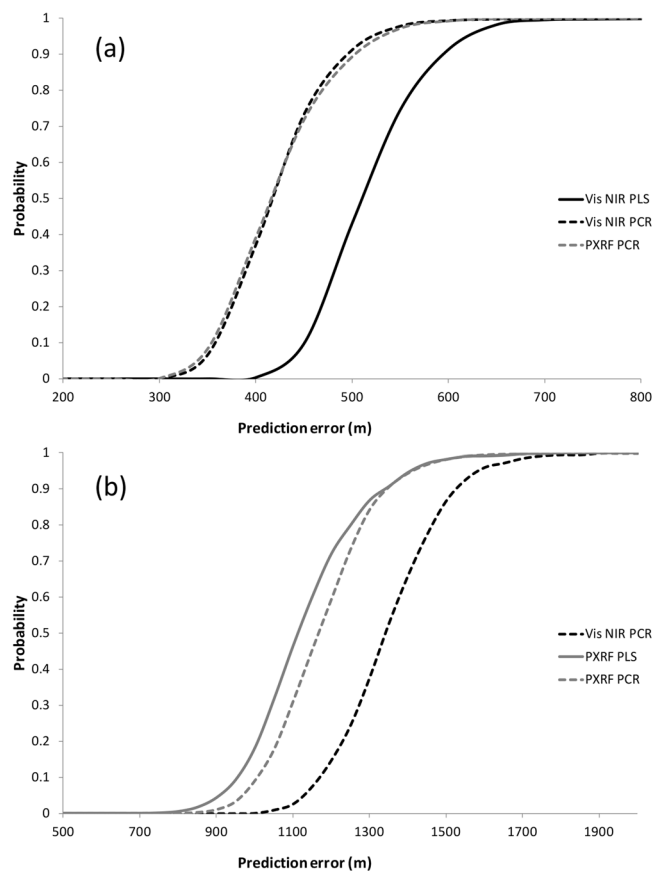 (a)
Probability
1
0.9
0.8
0.7
0.6
0.5
0.4
0.3
0.2
0.1
0
200 300 400 500 600 700 800
Prediction error (m)
Vis NIR PLS
Vis NIR PCR
PXRF PCR
(b)
Probability
1
0.9
0.8
0.7
0.6
0.5
0.4
0.3
0.2
0.1
0
500 700 900 1100 1300 1500 1700 1900
Prediction error (m)
Vis NIR PCR
PXRF PLS
PXRF PCR